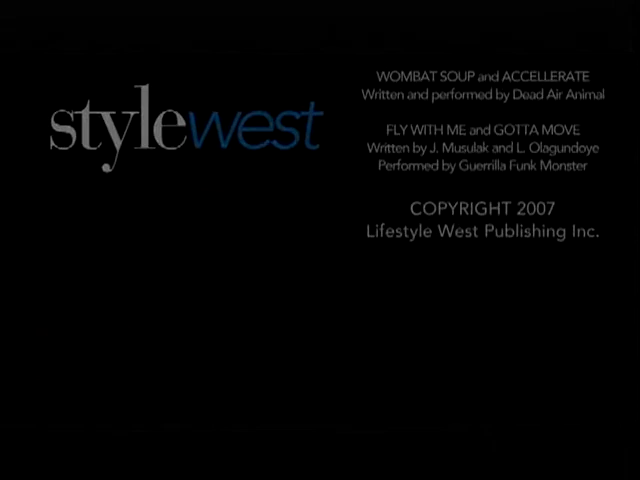 stylewest
WOMBAT SOUP and ACCELLERATE
Written and performed by Dead Air Animal
FLY WITH ME and GOTTA MOVE
Written by J. Musulak and L. Olagundoye
Performed by Guerrilla Funk Monster
COPYRIGHT 2007
Lifestyle West Publishing Inc.